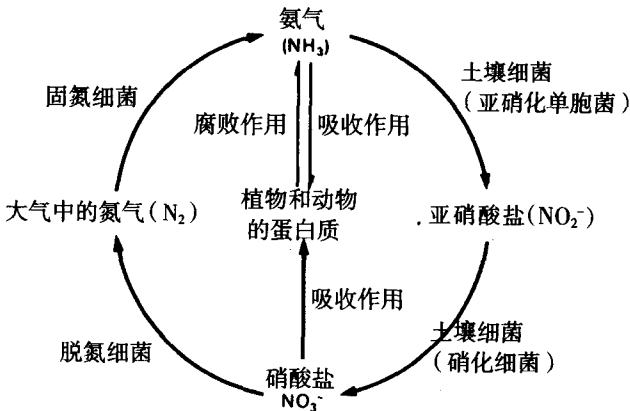 氨气
(NH₃)
土壤细菌
(亚硝化单胞菌)
固氮细菌
腐败作用
吸收作用
大气中的氮气(N₂)
植物和动物
的蛋白质
亚硝酸盐(NO₂⁻)
吸收作用
土壤细菌
(硝化细菌)
脱氮细菌
硝酸盐
NO₃⁻